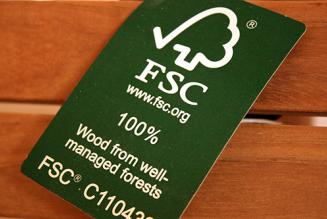 ®
FSC
www.fsc.org
100%
Wood from well-
managed forests
FSC® C11043